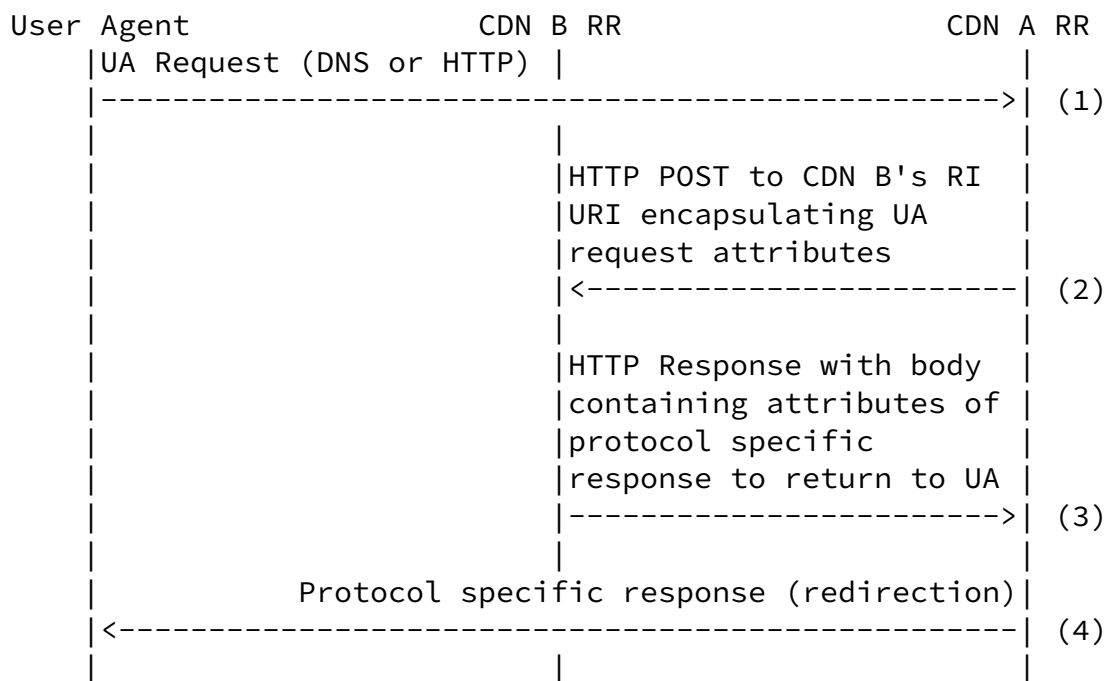 User Agent CDN B RR CDN A RR
UA Request (DNS or HTTP)
(1)
HTTP POST to CDN B's RI
URI encapsulating UA
request attributes
(2)
HTTP Response with body
containing attributes of
protocol specific
response to return to UA
(3)
Protocol specific response (redirection)
(4)